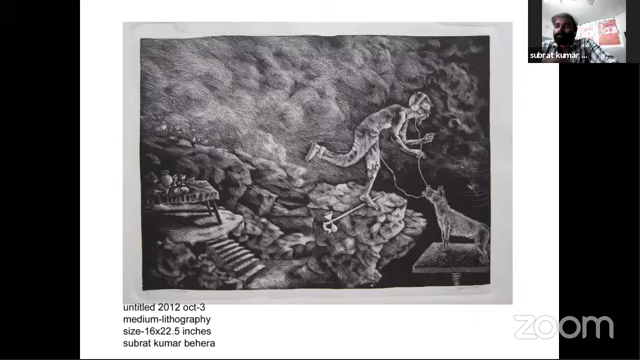 subrat kumar ...
untitled 2012 oct-3
medium-lithography
size-16x22.5 inches
subrat kumar behera
zoom